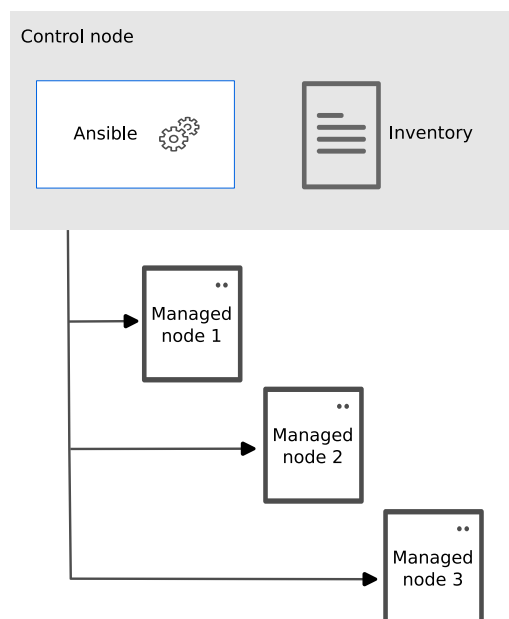 Control node
Ansible
Inventory
Managed
node 1
Managed
node 2
Managed
node 3